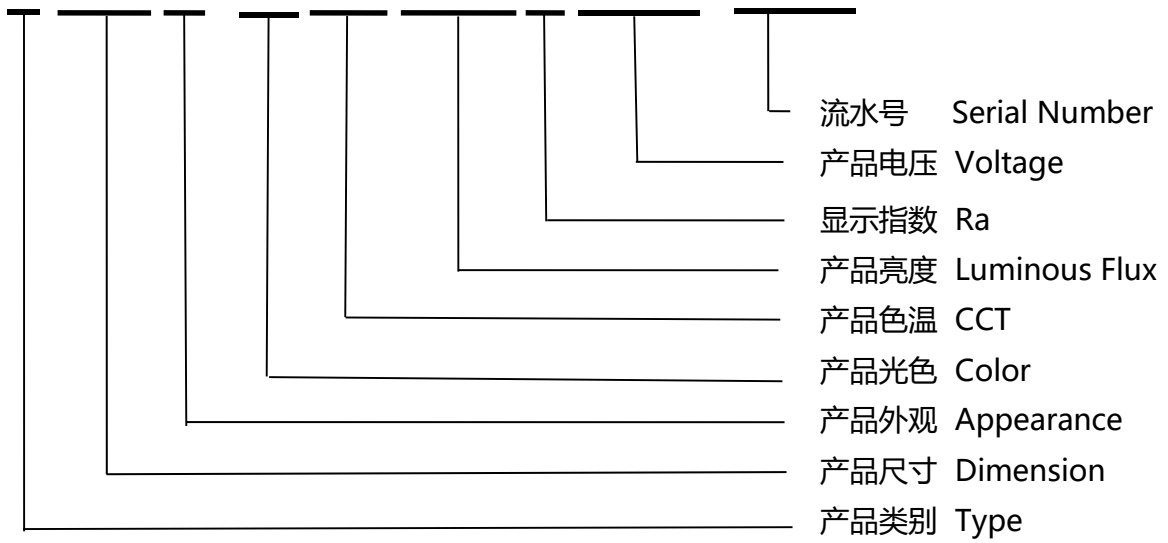 流水号 Serial Number
产品电压 Voltage
显示指数 Ra
产品亮度 Luminous Flux
产品色温 CCT
产品光色 Color
产品外观 Appearance
产品尺寸 Dimension
产品类别 Type